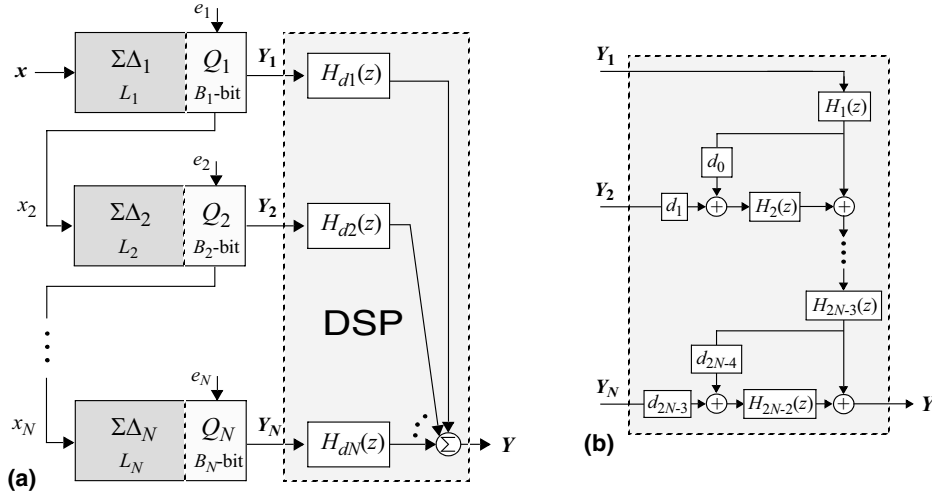 e1
x
ΣΔ1
L1
Q1
B1-bit
Y1
Hd1(z)
e2
x2
ΣΔ2
L2
Q2
B2-bit
Y2
Hd2(z)
DSP
eN
xN
ΣΔN
LN
QN
BN-bit
YN
HdN(z)
Σ
Y
(a)
Y1
H1(z)
d0
Y2
d1
+
H2(z)
+
H2N-3(z)
d2N-4
YN
d2N-3
+
H2N-2(z)
+
Y
(b)